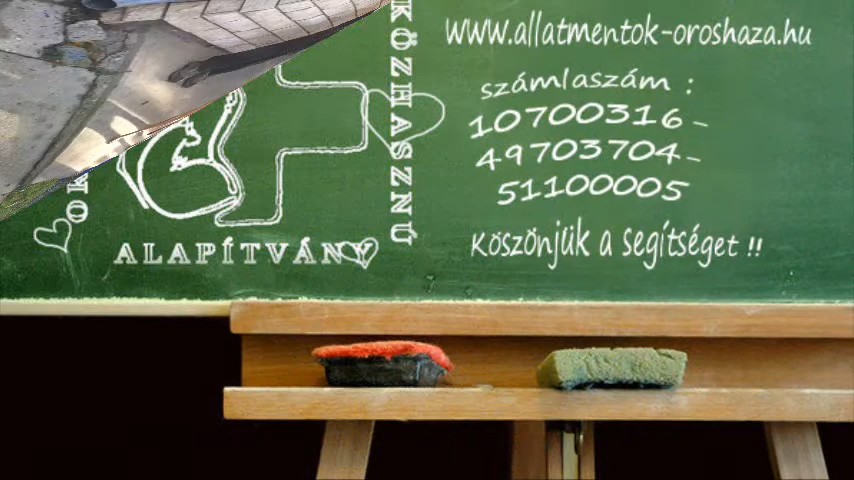 www.allatmentok-oroshaza.hu
számlaszám :
10700316 -
49703704-
51100005
Köszönjük a segítséget !!
KÖZHASZNÚ
ALAPÍTVÁNY